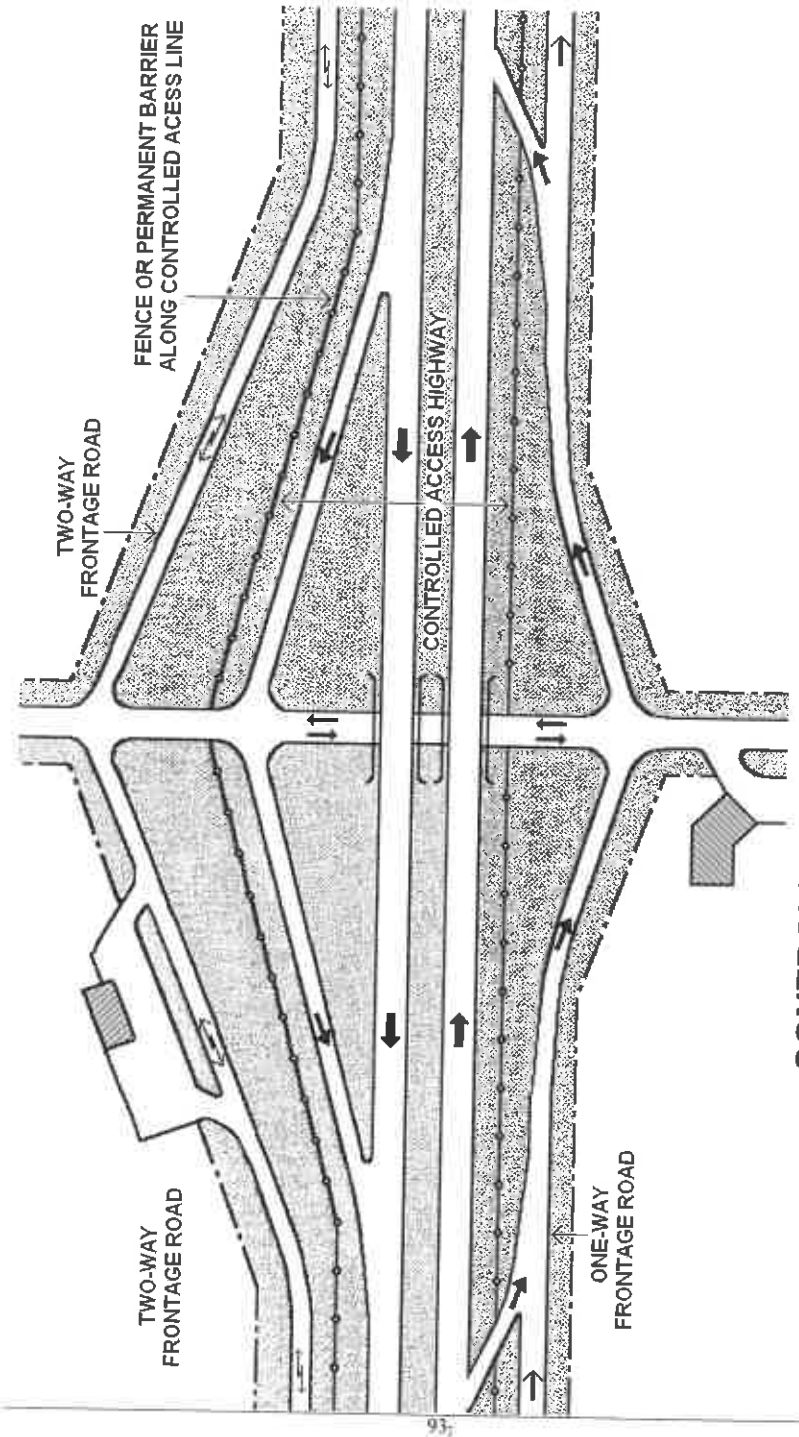 FENCE OR PERMANENT BARRIER
ALONG CONTROLLED ACESS LINE
TWO-WAY
FRONTAGE ROAD
CONTROLLED ACCESS HIGHWAY
TWO-WAY
FRONTAGE ROAD
ONE-WAY
FRONTAGE ROAD
93;